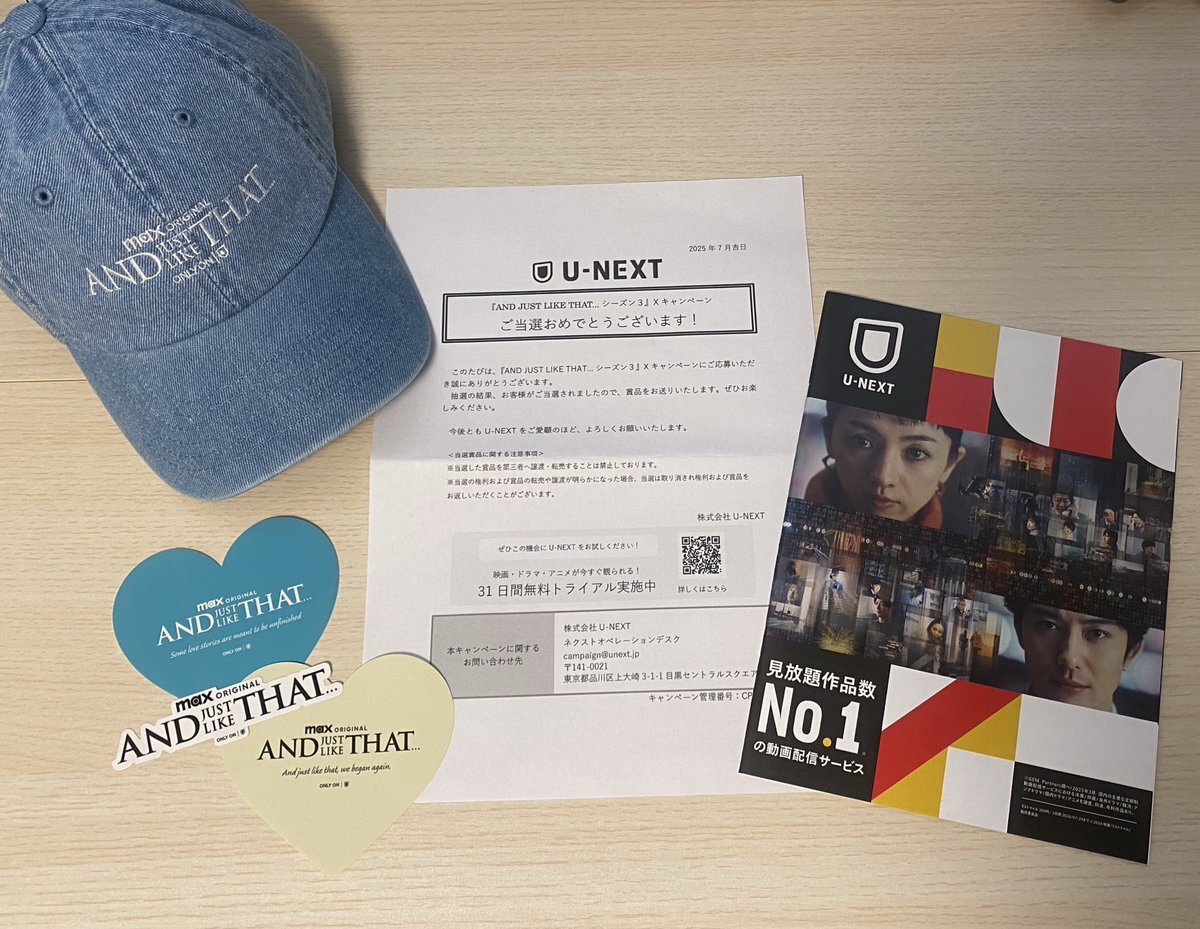 max ORIGINAL
AND JUST LIKE THAT...
ONLY ON
2025 年 7 月吉日
U-NEXT
『AND JUST LIKE THAT... シーズン３』X キャンペーン
ご当選おめでとうございます！
このたびは、『AND JUST LIKE THAT... シーズン３』X キャンペーンにご応募いただ
き誠にありがとうございます。
抽選の結果、お客様がご当選されましたので、賞品をお送りいたします。ぜひお楽
しみください。
今後とも U-NEXT をご愛顧のほど、よろしくお願いいたします。
＜当選賞品に関する注意事項＞
※当選した賞品を第三者へ譲渡・転売することは禁止しております。
※当選の権利および賞品の転売や譲渡が明らかになった場合、当選は取り消され権利および賞品を
お返しいただくことがございます。
株式会社 U-NEXT
ぜひこの機会に U-NEXT をお試しください！
映画・ドラマ・アニメが今すぐ観られる！
31 日間無料トライアル実施中
詳しくはこちら
本キャンペーンに関する
お問い合わせ先
株式会社 U-NEXT
ネクストオペレーションデスク
campaign@unext.jp
〒141-0021
東京都品川区上大崎 3-1-1 目黒セントラルスクエア
キャンペーン管理番号：CP
U-NEXT
見放題作品数
No.1
の動画配信サービス
max ORIGINAL
AND JUST LIKE THAT...
Some love stories are meant to be unfinished
ONLY ON
max ORIGINAL
AND JUST LIKE THAT...
ONLY ON
max ORIGINAL
AND JUST LIKE THAT...
And just like that, we began again.
ONLY ON